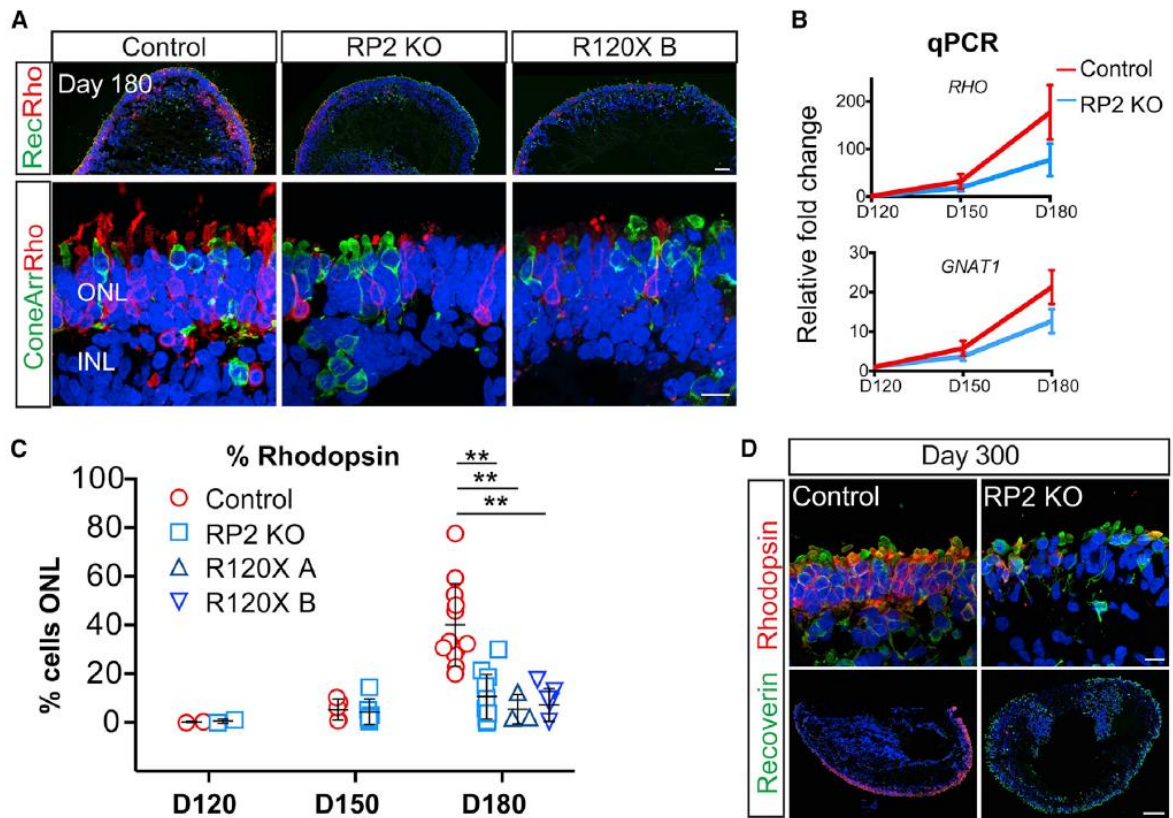 A
Control RP2 KO R120X B
RecRho
Day 180
ConeArrRho
ONL
INL
B
qPCR
Control
RP2 KO
RHO
Relative fold change
200
100
0
D120 D150 D180
GNAT1
30
20
10
0
D120 D150 D180
C
% Rhodopsin
% cells ONL
100
80
60
40
20
0
Control
RP2 KO
R120X A
R120X B
**
**
**
D120 D150 D180
D
Day 300
Control RP2 KO
Rhodopsin
Recoverin